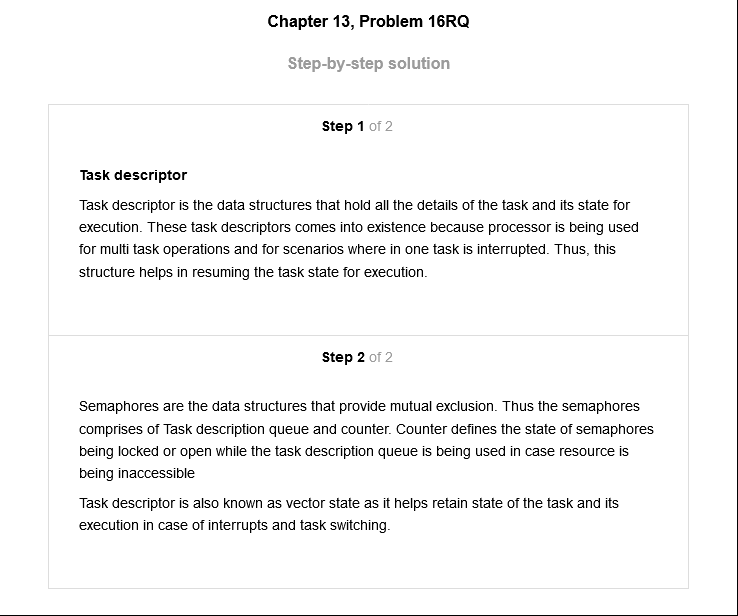 Chapter 13, Problem 16RQ
Step-by-step solution
Step 1 of 2
Task descriptor
Task descriptor is the data structures that hold all the details of the task and its state for
execution. These task descriptors comes into existence because processor is being used
for multi task operations and for scenarios where in one task is interrupted. Thus, this
structure helps in resuming the task state for execution.
Step 2 of 2
Semaphores are the data structures that provide mutual exclusion. Thus the semaphores
comprises of Task description queue and counter. Counter defines the state of semaphores
being locked or open while the task description queue is being used in case resource is
being inaccessible
Task descriptor is also known as vector state as it helps retain state of the task and its
execution in case of interrupts and task switching.